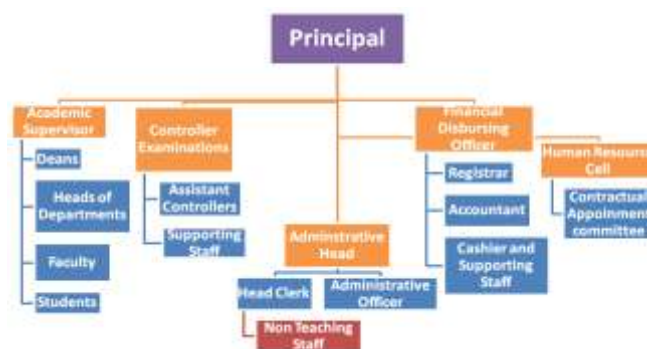 Principal
Academic
Supervisor
Deans
Heads of
Departments
Faculty
Students
Controller
Examinations
Assistant
Controllers
Supporting
Staff
Adminstrative
Head
Head Clerk
Non Teaching
Staff
Administrative
Officer
Financial
Disbursing
Officer
Registrar
Accountant
Cashier and
Supporting
Staff
Human Resource
Cell
Contractual
Appoinment
committee